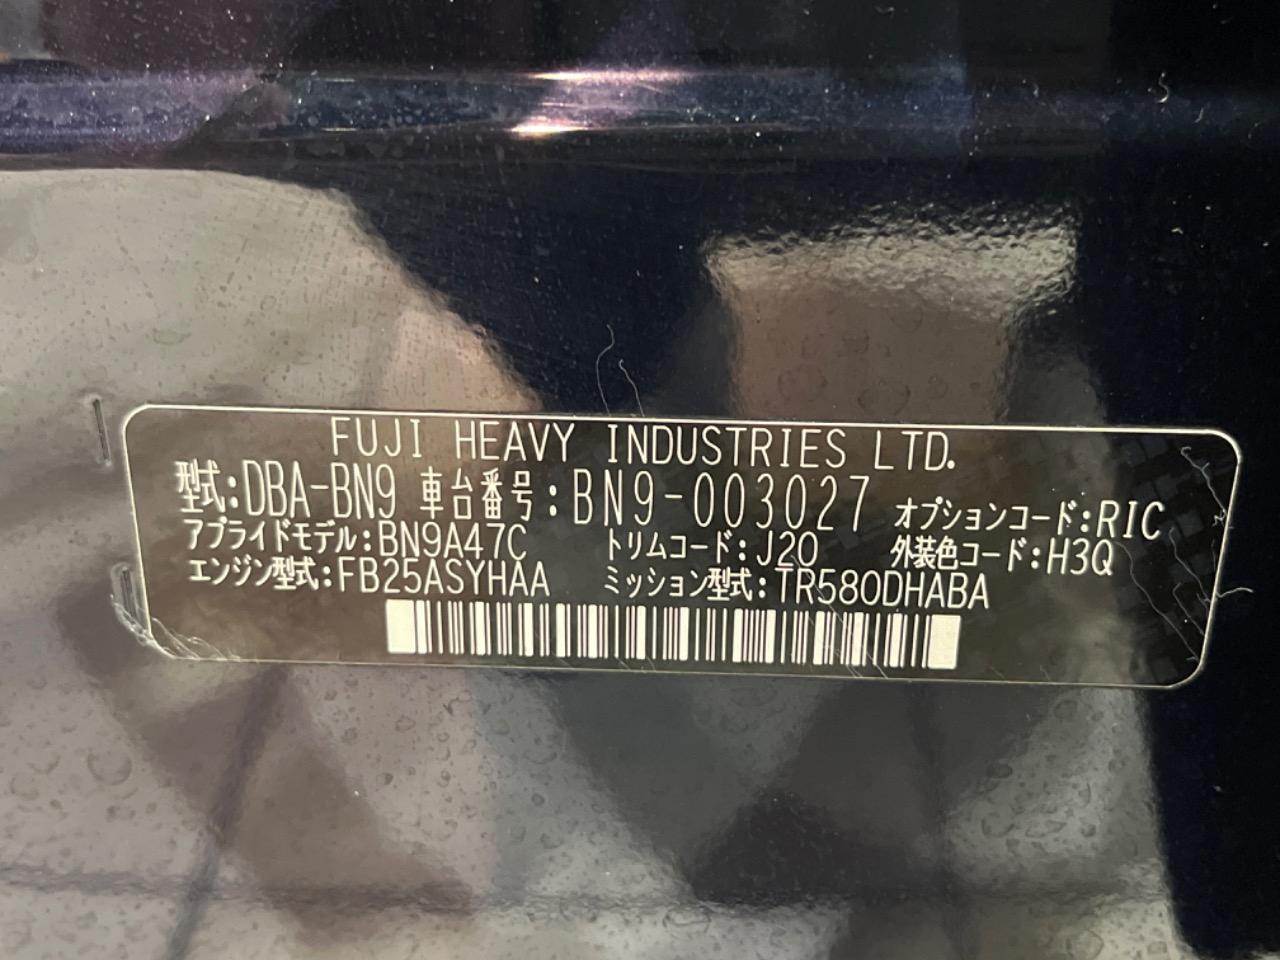 FUJI HEAVY INDUSTRIES LTD.
型式:DBA-BN9 車台番号:BN9-003027 オプションコード:RIC
アプライドモデル:BN9A47C トリムコード:J20 外装色コード:H3Q
エンジン型式:FB25ASYHAA ミッション型式:TR580DHABA